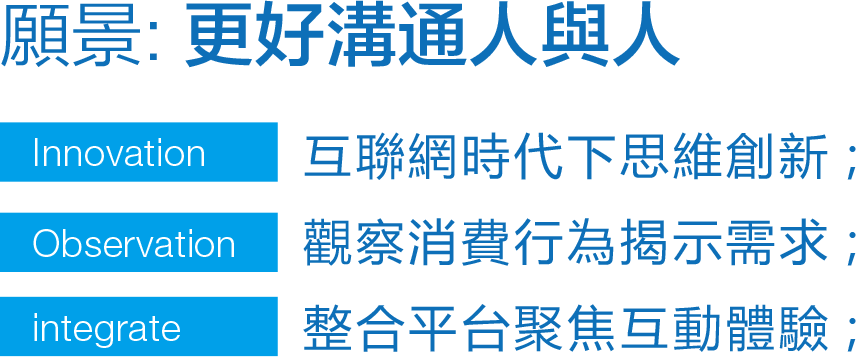 願景: 更好溝通人與人
Innovation 互聯網時代下思維創新；
Observation 觀察消費行為揭示需求；
integrate 整合平台聚焦互動體驗；